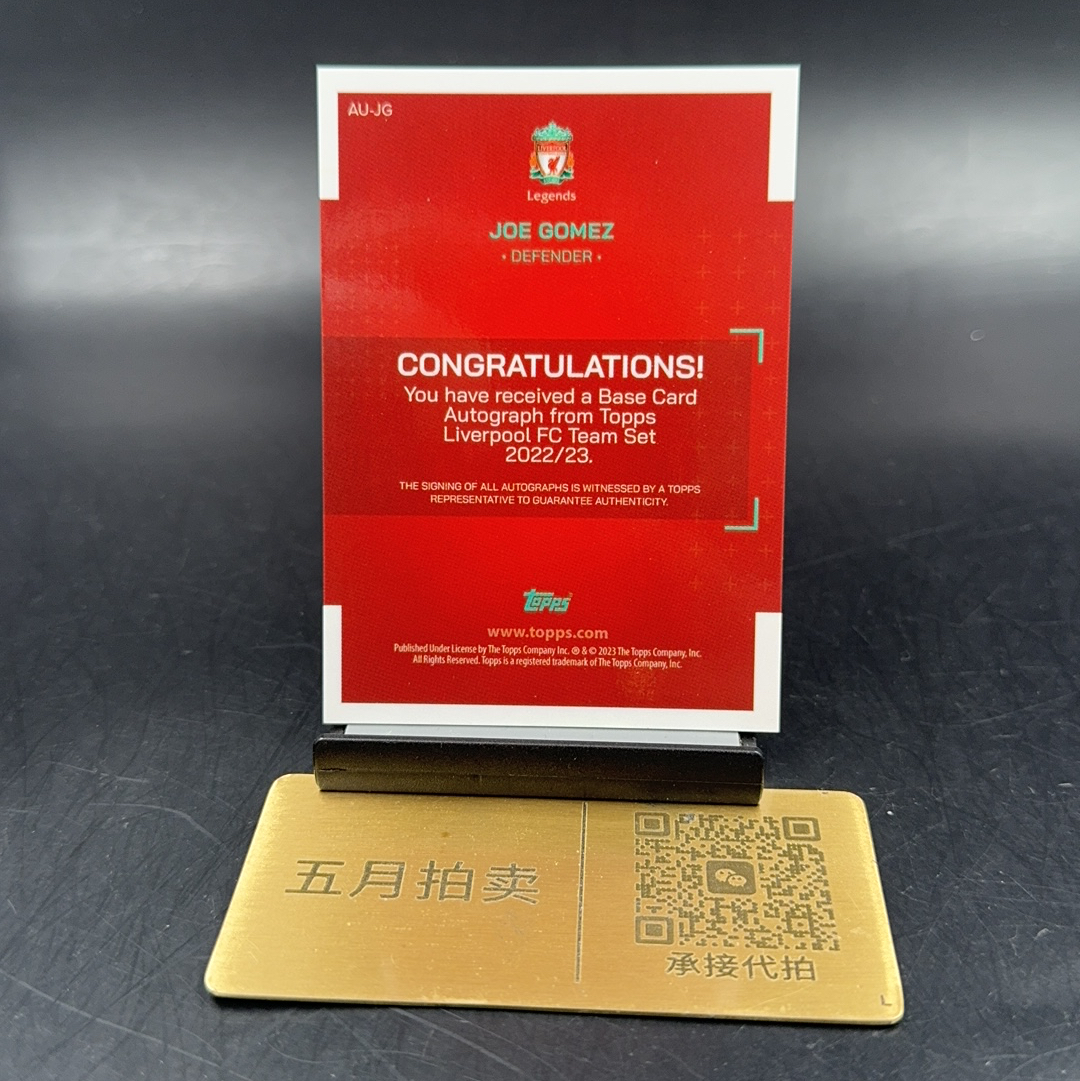 AU-JG
LIVERPOOL
Legends
JOE GOMEZ
• DEFENDER •
CONGRATULATIONS!
You have received a Base Card
Autograph from Topps
Liverpool FC Team Set
2022/23.
THE SIGNING OF ALL AUTOGRAPHS IS WITNESSED BY A TOPPS
REPRESENTATIVE TO GUARANTEE AUTHENTICITY.
topps
www.topps.com
Published Under License by The Topps Company Inc. ® & © 2023 The Topps Company, Inc.
All Rights Reserved. Topps is a registered trademark of The Topps Company, Inc.
五月拍卖
承接代拍